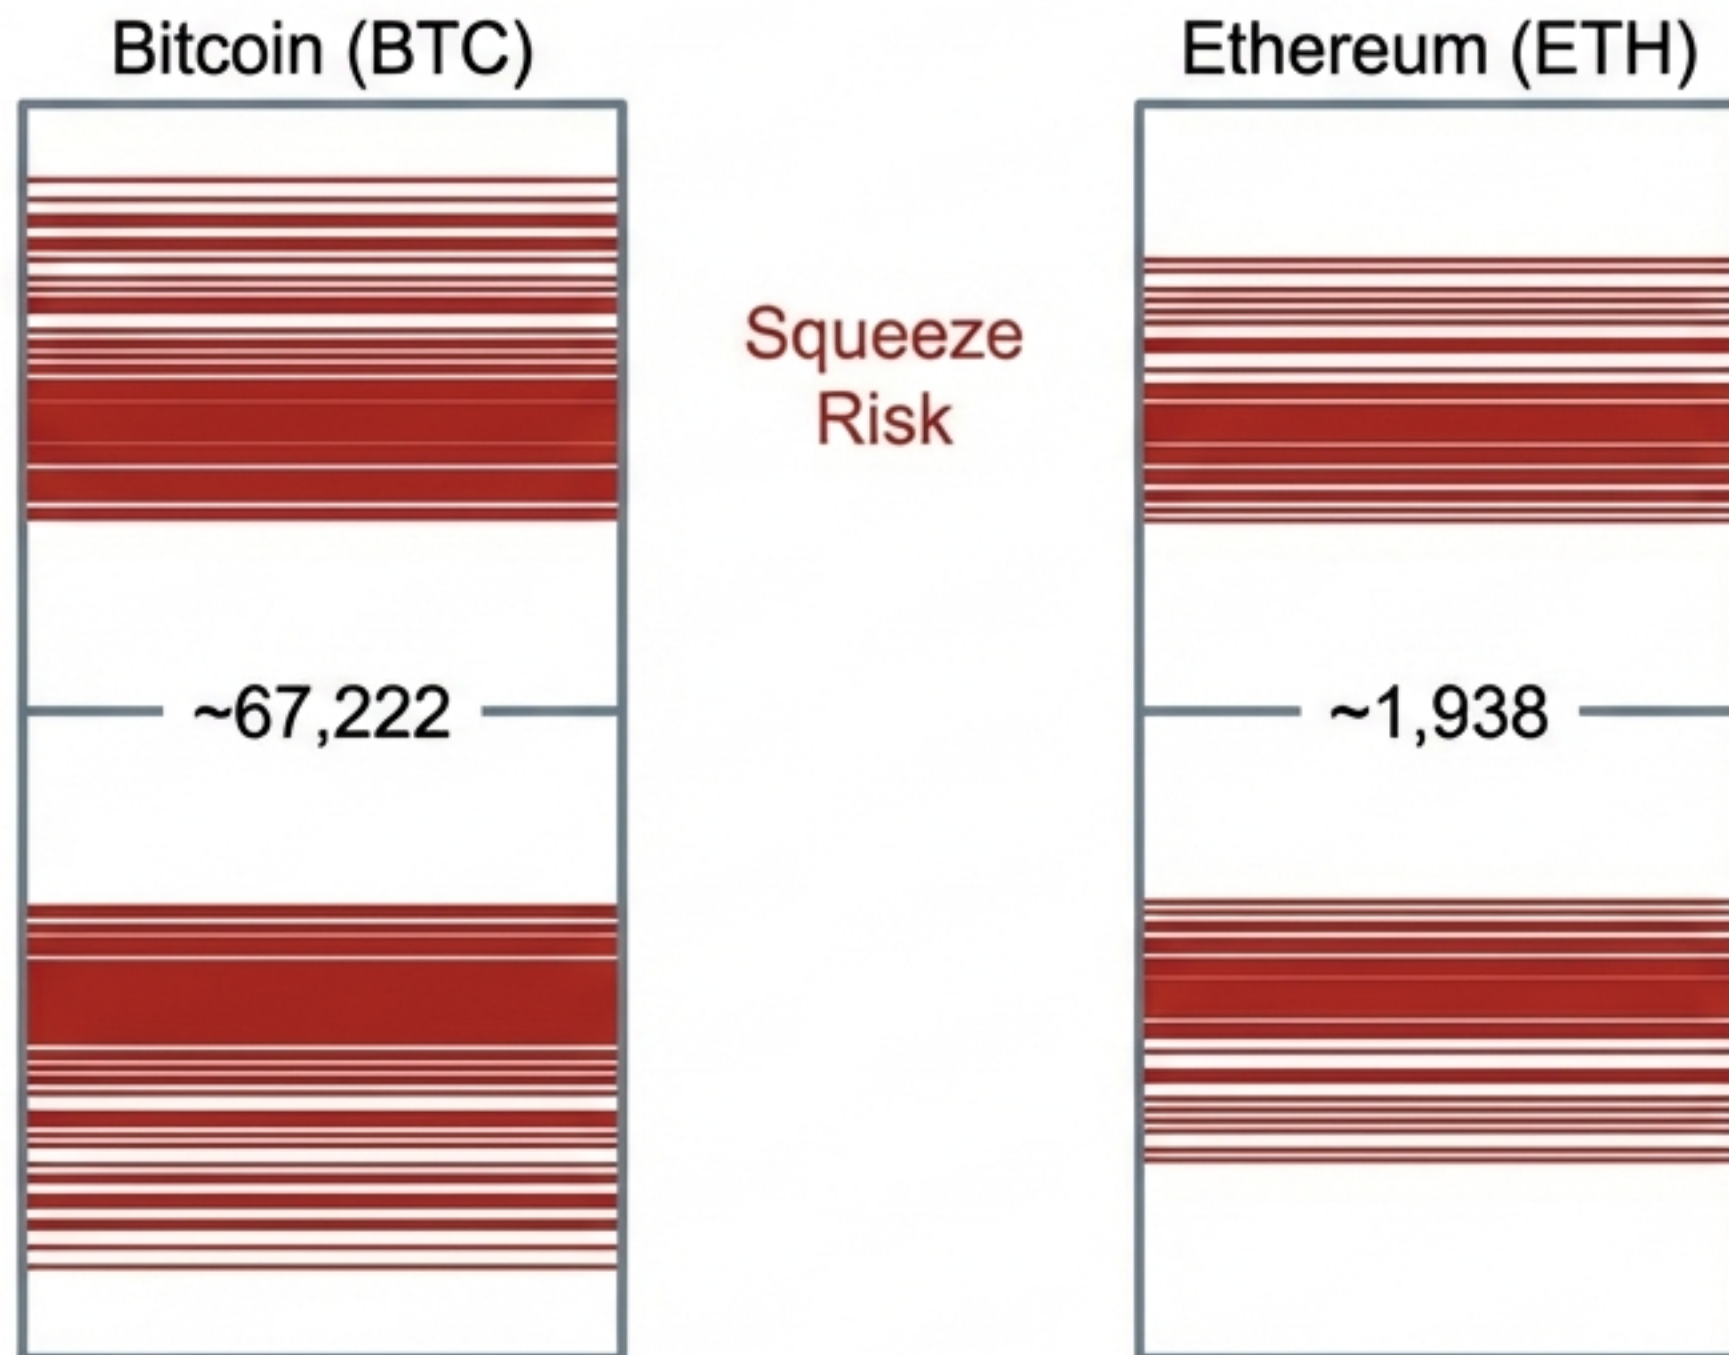 Bitcoin (BTC)
Ethereum (ETH)
Squeeze
Risk
~67,222
~1,938